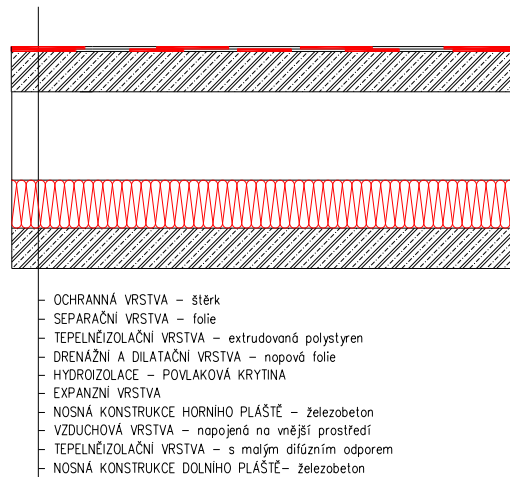 OCHRANNÁ VRSTVA – štěrk
SEPARAČNÍ VRSTVA – folie
TEPELNĚIZOLAČNÍ VRSTVA – extrudovaná polystyren
DRENÁŽNÍ A DILATAČNÍ VRSTVA – nopová folie
HYDROIZOLACE – POVLAKOVÁ KRYTINA
EXPANZNÍ VRSTVA
NOSNÁ KONSTRUKCE HORNÍHO PLÁŠTĚ – železobeton
VZDUCHOVÁ VRSTVA – napojená na vnější prostředí
TEPELNĚIZOLAČNÍ VRSTVA – s malým difúzním odporem
NOSNÁ KONSTRUKCE DOLNÍHO PLÁŠTĚ– železobeton